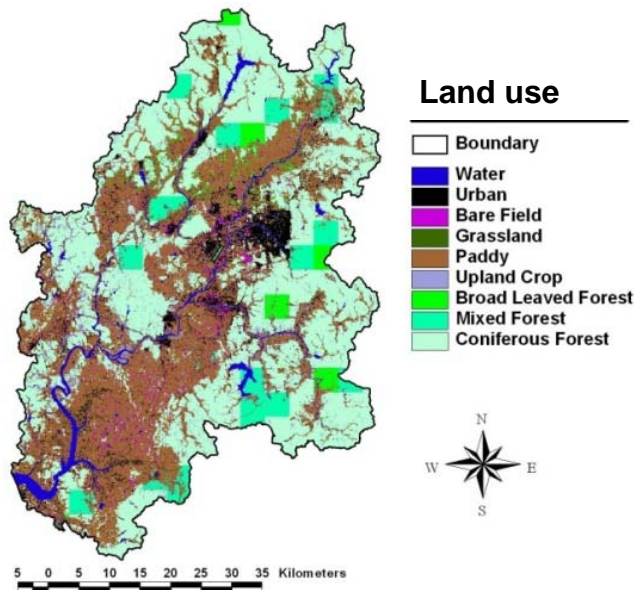 Land use
Boundary
Water
Urban
Bare Field
Grassland
Paddy
Upland Crop
Broad Leaved Forest
Mixed Forest
Coniferous Forest
N
W E
S
5 0 5 10 15 20 25 30 35 Kilometers